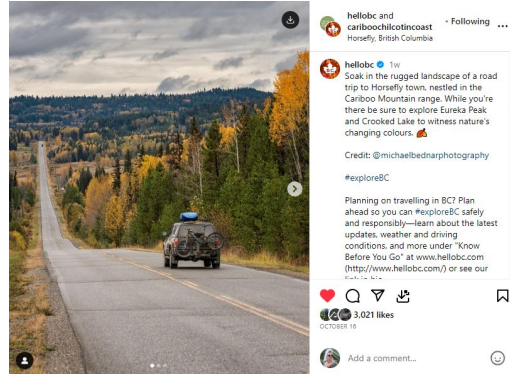 hellobc and
cariboochilcotincoast
• Following
Horsefly, British Columbia
hellobc 1w
Soak in the rugged landscape of a road
trip to Horsefly town, nestled in the
Cariboo Mountain range. While you're
there be sure to explore Eureka Peak
and Crooked Lake to witness nature's
changing colours. 🍂
Credit: @michaelbednarphotography
#exploreBC
Planning on travelling in BC? Plan
ahead so you can #exploreBC safely
and responsibly—learn about the latest
updates, weather and driving
conditions, and more under "Know
Before You Go" at www.hellobc.com
(http://www.hellobc.com/) or see our
link in bio
3,021 likes
OCTOBER 16
Add a comment...